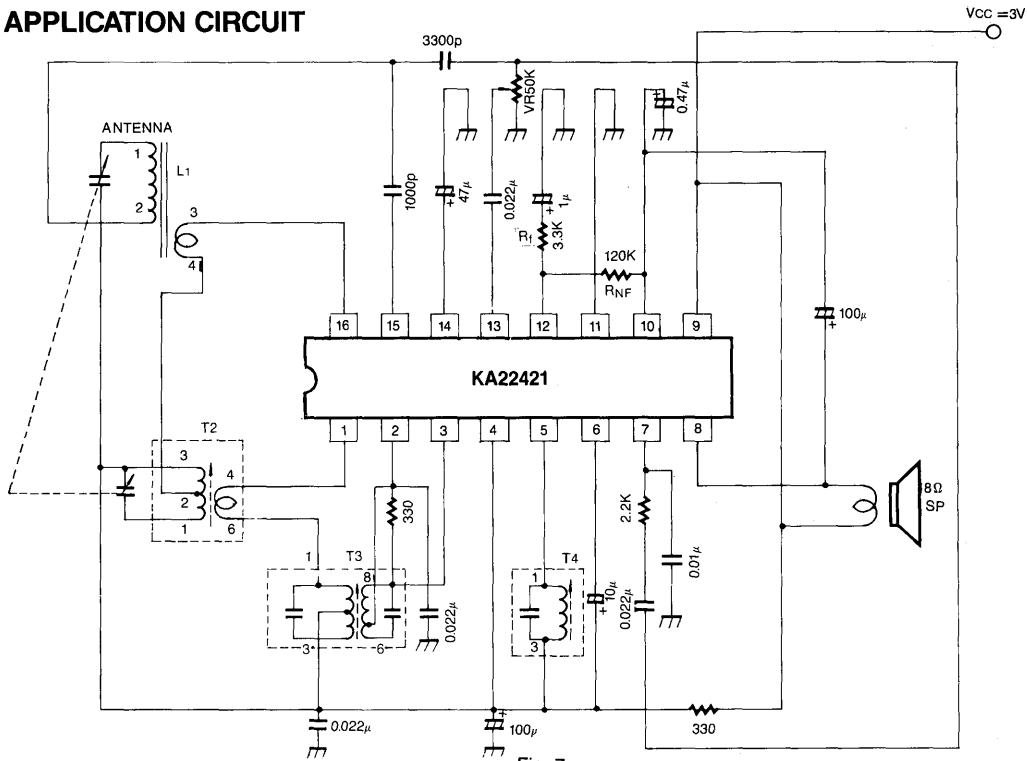 APPLICATION CIRCUIT
VCC =3V
3300p
VR50K
0.47μ
ANTENNA
1
L1
2
3
4
1000p
47μ
0.022μ
1μ
Rf
3.3K
120K
RNF
100μ
16 15 14 13 12 11 10 9
KA22421
1 2 3 4 5 6 7 8
T2
3
2
1
4
6
330
1
T3
8
3
6
0.022μ
T4
1
3
10μ
2.2K
0.022μ
0.01μ
8Ω
SP
0.022μ
100μ
330